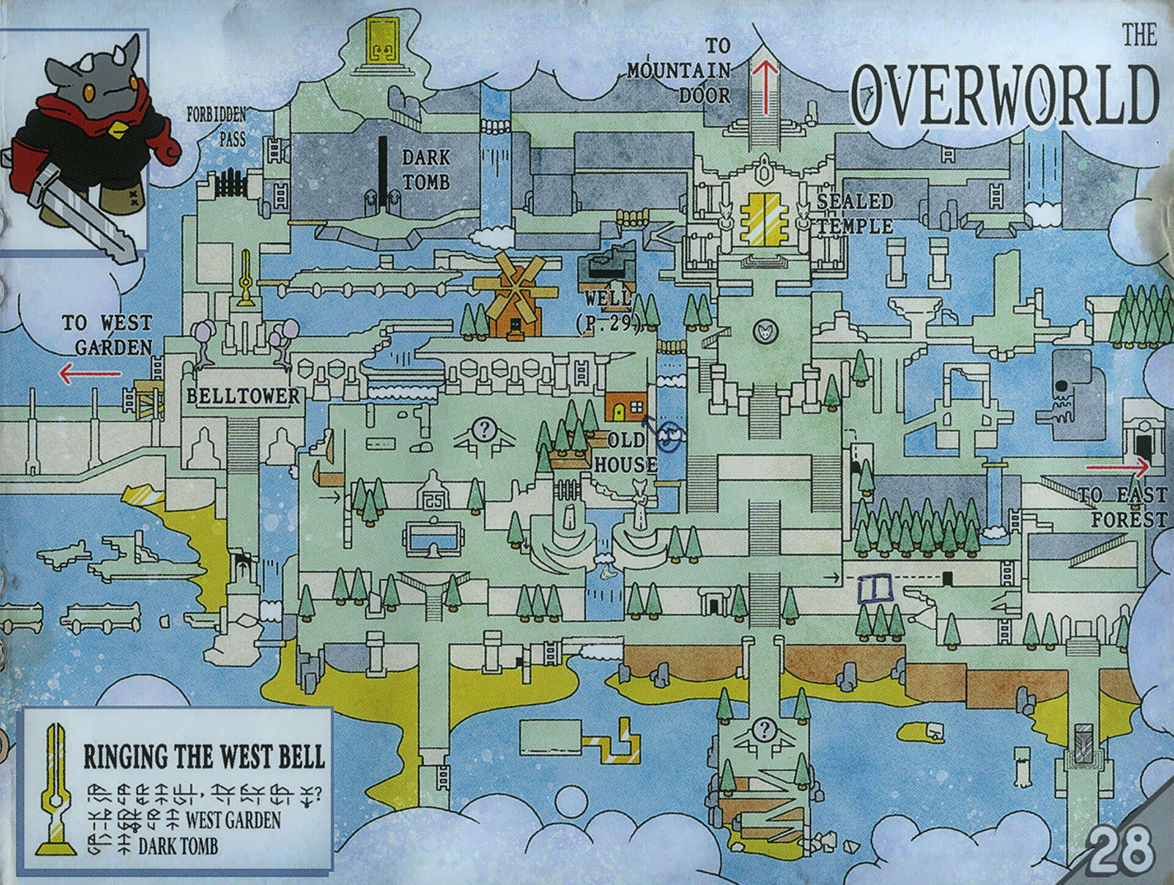 THE
OVERWORLD
TO
MOUNTAIN
DOOR
FORBIDDEN
PASS
DARK
TOMB
SEALED
TEMPLE
WELL
(P.29)
TO WEST
GARDEN
BELLTOWER
?
OLD
HOUSE
TO EAST
FOREST
?
RINGING THE WEST BELL
WEST GARDEN
DARK TOMB
28